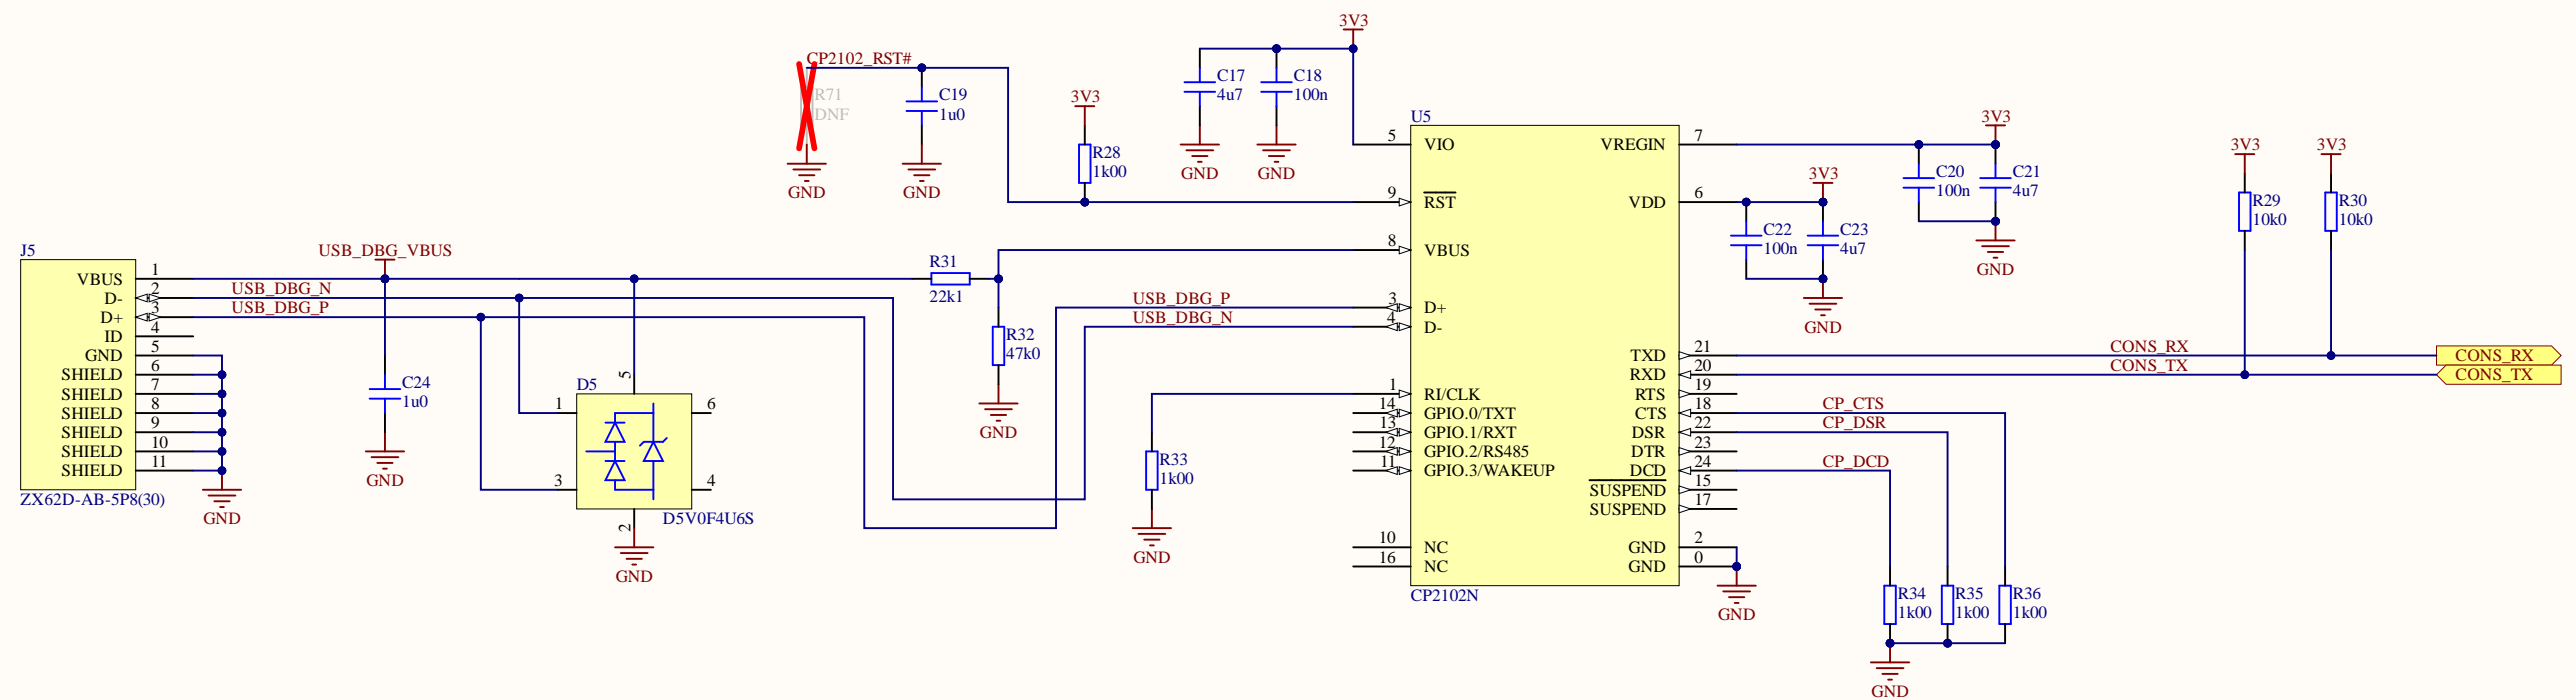 3V3
CP2102_RST#
R71
DNF
GND
C19
1u0
GND
3V3
R28
1k00
C17
4u7
GND
C18
100n
GND
J5
VBUS 1
D- 2
D+ 3
ID 4
GND 5
SHIELD 6
SHIELD 7
SHIELD 8
SHIELD 9
SHIELD 10
SHIELD 11
ZX62D-AB-5P8(30)
GND
USB_DBG_VBUS
USB_DBG_N
USB_DBG_P
C24
1u0
GND
D5
5
1
6
3
4
2
D5V0F4U6S
GND
R31
22k1
R32
47k0
GND
USB_DBG_P
USB_DBG_N
R33
1k00
GND
U5
5 VIO
9 RST
8 VBUS
3 D+
4 D-
1 RI/CLK
14 GPIO.0/TXT
13 GPIO.1/RXT
12 GPIO.2/RS485
11 GPIO.3/WAKEUP
10 NC
16 NC
VREGIN 7
VDD 6
TXD 21
RXD 20
RTS 19
CTS 18
DSR 22
DTR 23
DCD 24
SUSPEND 15
SUSPEND 17
GND 2
GND 0
CP2102N
GND
3V3
C22
100n
C23
4u7
GND
3V3
C20
100n
C21
4u7
GND
3V3
R29
10k0
3V3
R30
10k0
CONS_RX
CONS_TX
CONS_RX
CONS_TX
CP_CTS
CP_DSR
CP_DCD
R34
1k00
R35
1k00
R36
1k00
GND